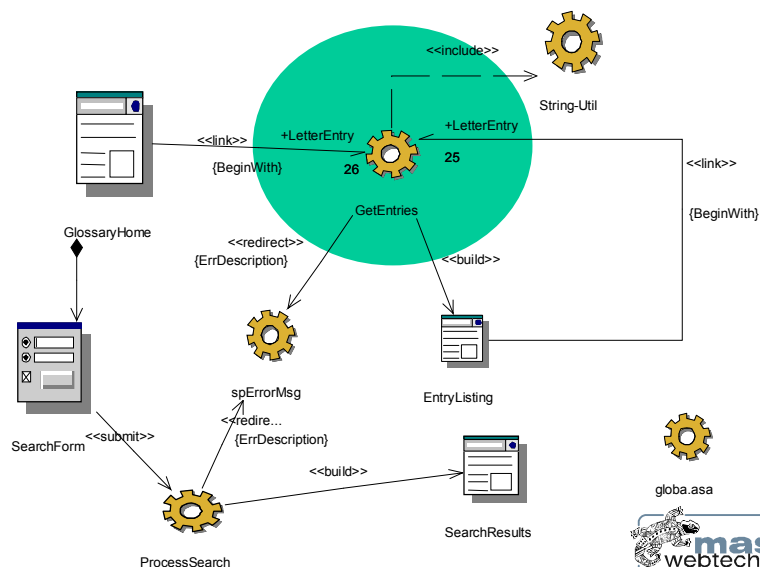 <<include>>
String-Util
<<link>>
+LetterEntry
+LetterEntry
{BeginWith}
26
25
<<link>>
{BeginWith}
GlossaryHome
GetEntries
<<redirect>>
{ErrDescription}
<<build>>
spErrorMsg
EntryListing
SearchForm
<<submit>>
<<redire...
{ErrDescription}
<<build>>
globa.asa
SearchResults
ProcessSearch
mas
webtech